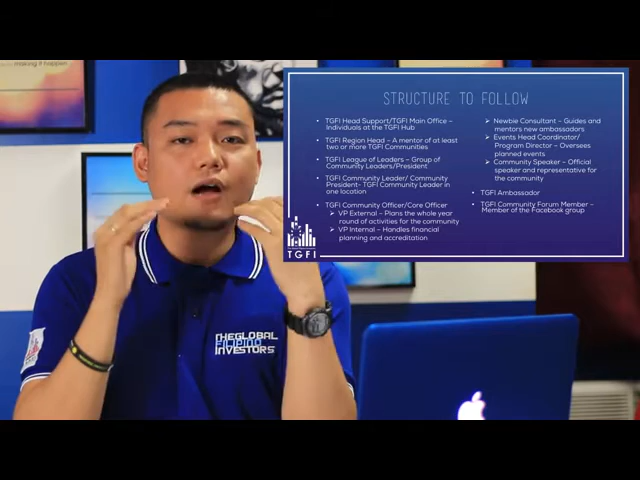 making it happen
STRUCTURE TO FOLLOW
• TGFI Head Support/TGFI Main Office –
Individuals at the TGFI Hub
• TGFI Region Head – A mentor of at least
two or more TGFI Communities
• TGFI League of Leaders – Group of
Community Leaders/President
• TGFI Community Leader/ Community
President- TGFI Community Leader in
one location
• TGFI Community Officer/Core Officer
➢ VP External – Plans the whole year
round of activities for the community
➢ VP Internal – Handles financial
planning and accreditation
➢ Newbie Consultant – Guides and
mentors new ambassadors
➢ Events Head Coordinator/
Program Director – Oversees
planned events
➢ Community Speaker – Official
speaker and representative for
the community
• TGFI Ambassador
• TGFI Community Forum Member –
Member of the Facebook group
TGFI
THEGLOBAL
FILIPINO
INVESTORS